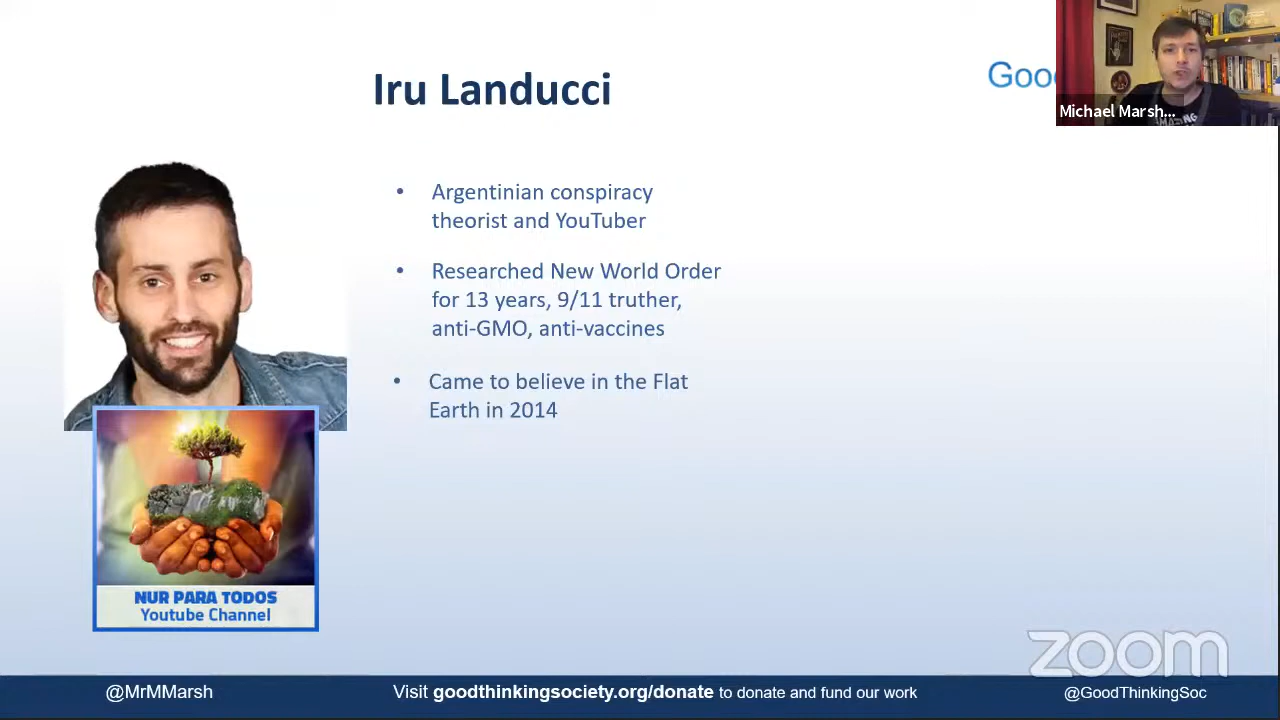 Iru Landucci
Goo
Michael Marsh...
Argentinian conspiracy
theorist and YouTuber
Researched New World Order
for 13 years, 9/11 truther,
anti-GMO, anti-vaccines
Came to believe in the Flat
Earth in 2014
NUR PARA TODOS
Youtube Channel
zoom
@MrMMarsh
Visit goodthinkingsociety.org/donate to donate and fund our work
@GoodThinkingSoc